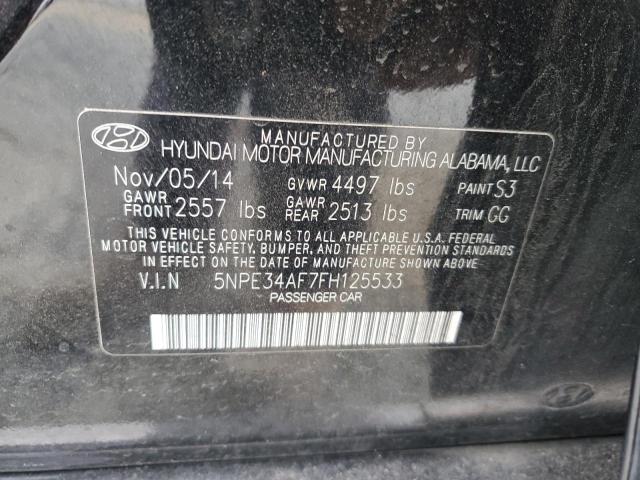 MANUFACTURED BY
HYUNDAI MOTOR MANUFACTURING ALABAMA, LLC
Nov/05/14 GVWR 4497 lbs PAINT S3
GAWR FRONT 2557 lbs GAWR REAR 2513 lbs TRIM GG
THIS VEHICLE CONFORMS TO ALL APPLICABLE U.S.A. FEDERAL
MOTOR VEHICLE SAFETY, BUMPER, AND THEFT PREVENTION STANDARDS
IN EFFECT ON THE DATE OF MANUFACTURE SHOWN ABOVE.
V.I.N 5NPE34AF7FH125533
PASSENGER CAR